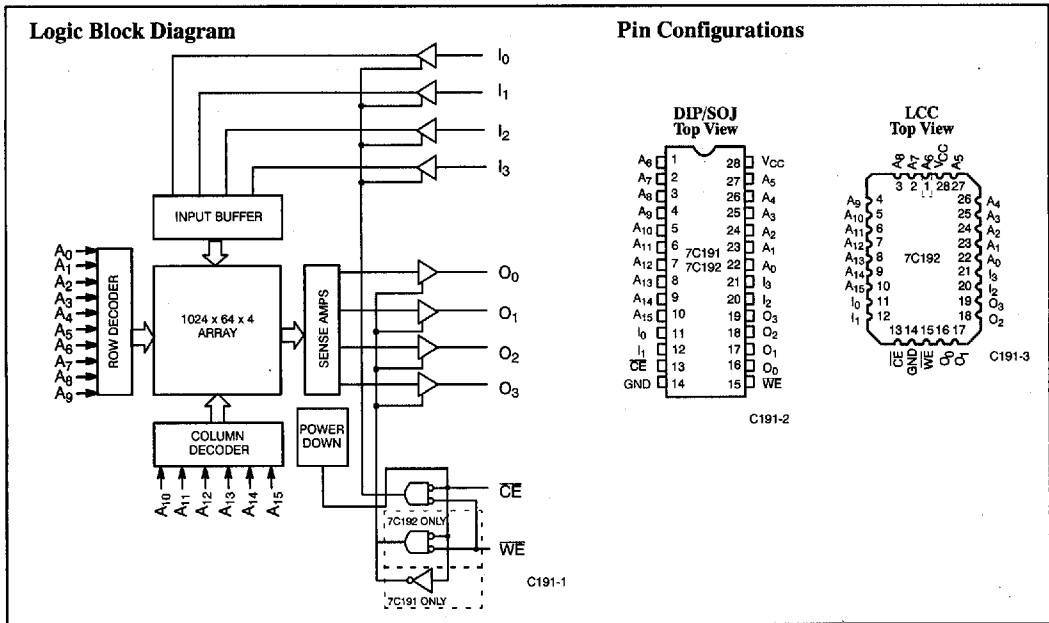 Logic Block Diagram
I0
I1
I2
I3
INPUT BUFFER
A0
A1
A2
A3
A4
A5
A6
A7
A8
A9
ROW DECODER
1024 x 64 x 4
ARRAY
SENSE AMPS
O0
O1
O2
O3
COLUMN
DECODER
POWER
DOWN
A10
A11
A12
A13
A14
A15
CE
7C192 ONLY
WE
7C191 ONLY
C191-1
Pin Configurations
DIP/SOJ
Top View
A6 1 28 VCC
A7 2 27 A5
A8 3 26 A4
A9 4 25 A3
A10 5 24 A2
A11 6 23 A1
7C191
A12 7 22 A0
7C192
A13 8 21 I3
A14 9 20 I2
A15 10 19 O3
I0 11 18 O2
I1 12 17 O1
CE 13 16 O0
GND 14 15 WE
C191-2
LCC
Top View
A8 A7 A6 VCC A5
3 2 1 28 27
A9 4 26 A4
A10 5 25 A3
A11 6 24 A2
A12 7 23 A1
A13 8 7C192 22 A0
A14 9 21 I3
A15 10 20 I2
I0 11 19 O3
I1 12 18 O2
13 14 15 16 17
CE GND WE O0 O1
C191-3